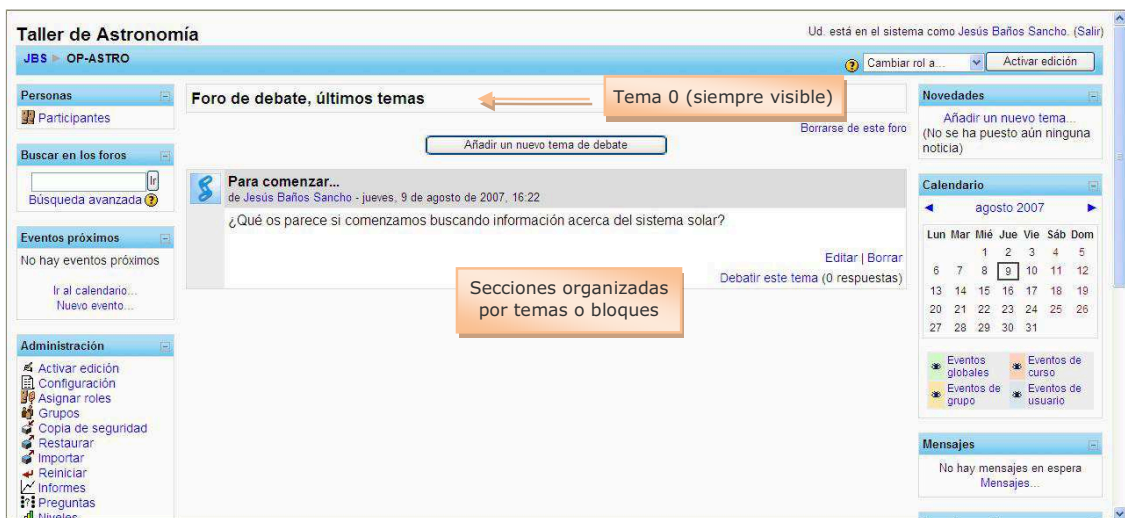 Taller de Astronomía
Ud. está en el sistema como Jesús Baños Sancho. (Salir)
JBS ► OP-ASTRO
Cambiar rol a...
Activar edición
Personas
Participantes
Buscar en los foros
Ir
Búsqueda avanzada
Eventos próximos
No hay eventos próximos
Ir al calendario...
Nuevo evento...
Administración
Activar edición
Configuración
Asignar roles
Grupos
Copia de seguridad
Restaurar
Importar
Reiniciar
Informes
Preguntas
Niveles
Foro de debate, últimos temas
Tema 0 (siempre visible)
Borrarse de este foro
Añadir un nuevo tema de debate
Para comenzar...
de Jesús Baños Sancho - jueves, 9 de agosto de 2007, 16:22
¿Qué os parece si comenzamos buscando información acerca del sistema solar?
Editar | Borrar
Debatir este tema (0 respuestas)
Secciones organizadas
por temas o bloques
Novedades
Añadir un nuevo tema...
(No se ha puesto aún ninguna
noticia)
Calendario
◄ agosto 2007 ►
Lun Mar Mié Jue Vie Sáb Dom
1 2 3 4 5
6 7 8 9 10 11 12
13 14 15 16 17 18 19
20 21 22 23 24 25 26
27 28 29 30 31
Eventos globales
Eventos de curso
Eventos de grupo
Eventos de usuario
Mensajes
No hay mensajes en espera
Mensajes...